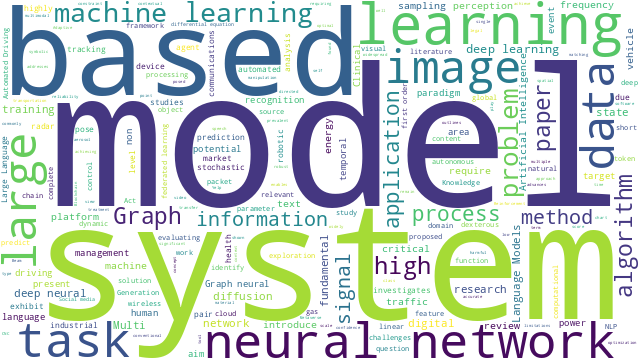 machine learning
highly
sampling perception
frequency
event
tracking
framework
differential equation
agent
analysis
communications
Clinical
visual
literature
deep learning
vehicle
Automated Driving
based
learning
device
processing
automated
recognition
image
paradigm
global
first order
Artificial Intelligence
training
studies
object
source
data
due
radar
pose
non
prediction
robotic
area
content
problem
paper
state
short
Large Language
large
control
level
federated learning
potential
market
stochastic
energy
temporal
application
autonomous
require
Knowledge
multiple
natural
token
target
chain
complete
model
packet
relevant
text
parameter
study
platform
dynamic
Act
Graph
information
process
method
domain
dexterous
proposed
algorithm
management
evaluating
health
identify
exploration
fundamental
signal
high
critical
function
investigates
traffic
research
feature
Language Models
computational
predict
driving
present
machine
solution
Generation
wireless
human
Graph neural
diffusion
system
deep neural
exhibit
Social media
language
industrial
Multi
pair
cloud
gas
network
introduce
digital
linear
challenges
question
review
power
NLP
task
aim
neural network
accurate
optimization
conventional